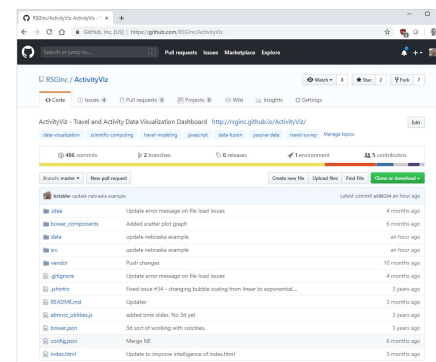 RSGInc/ActivityViz: ActivityViz - T
GitHub, Inc. [US] | https://github.com/RSGInc/ActivityViz
Search or jump to...
Pull requests Issues Marketplace Explore
RSGInc / ActivityViz
Watch 8 Star 2 Fork 7
Code Issues 4 Pull requests 0 Projects 0 Wiki Insights Settings
ActivityViz - Travel and Activity Data Visualization Dashboard http://rsginc.github.io/ActivityViz/ Edit
data-visualization scientific-computing travel-modeling javascript data-fusion passive-data travel-survey Manage topics
486 commits 2 branches 0 releases 1 environment 5 contributors
Branch: master New pull request Create new file Upload files Find File Clone or download
bstabler update nebraska example Latest commit an hour ago
.idea Update error message on file load issues 4 months ago
bower_components Added scatter plot graph 6 months ago
data update nebraska example an hour ago
src update nebraska example an hour ago
vendor Push changes 10 months ago
.gitignore Update error message on file load issues 4 months ago
.jshintrc Fixed issue #34 - changing bubble scaling from linear to exponential... 3 years ago
README.md Updates 3 months ago
abmviz_utilities.js added time slider. No 3d yet 3 years ago
bower.json 3d sort of working with vizicities. 3 years ago
config.json Merge NE 6 months ago
index.html Update to improve intelligence of index.html 3 months ago